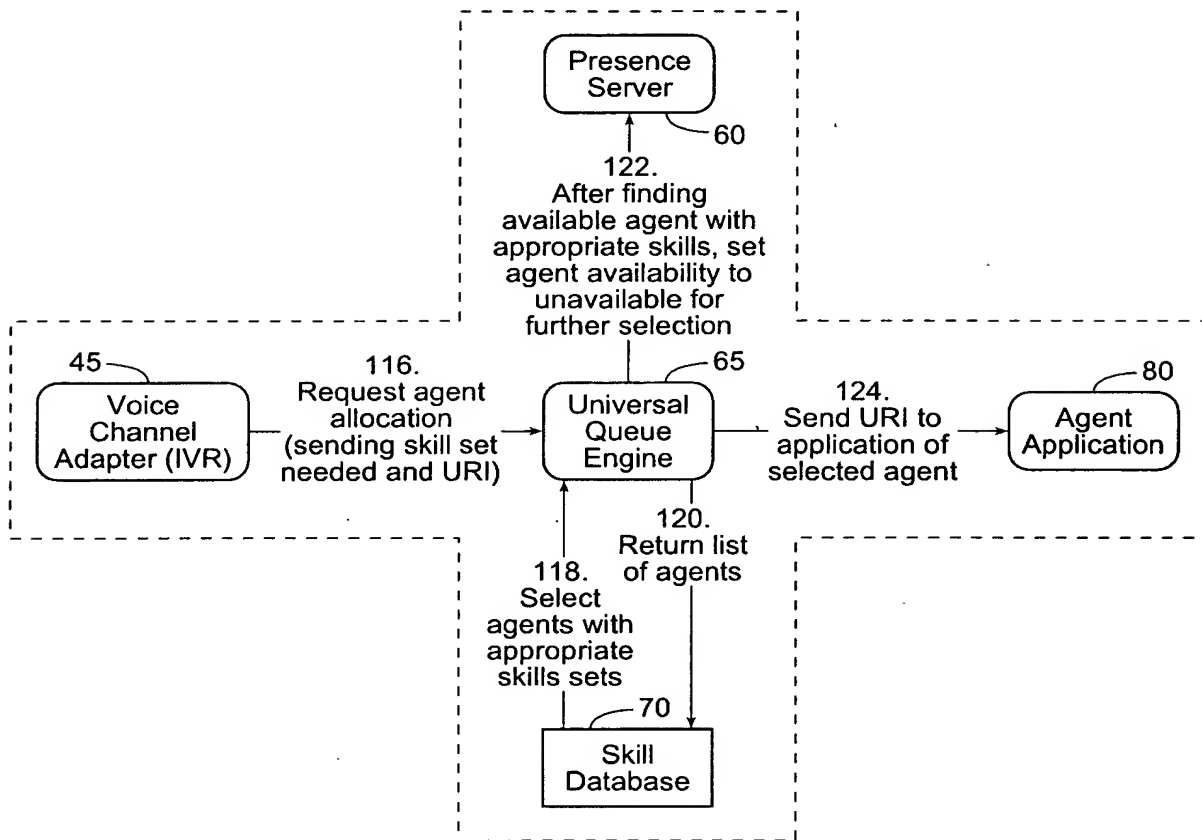 Presence
Server
60
122.
After finding
available agent with
appropriate skills, set
agent availability to
unavailable for
further selection
45
Voice
Channel
Adapter (IVR)
116.
Request agent
allocation
(sending skill set
needed and URI)
65
Universal
Queue
Engine
124.
Send URI to
application of
selected agent
80
Agent
Application
118.
Select
agents with
appropriate
skills sets
120.
Return list
of agents
70
Skill
Database